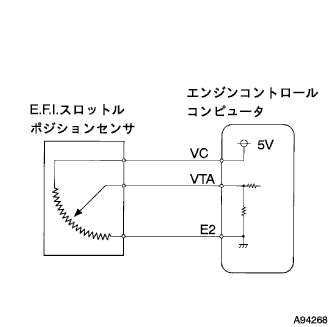 エンジンコントロール
コンピュータ
E.F.I.スロットル
ポジションセンサ
VC
5V
VTA
E2
A94268